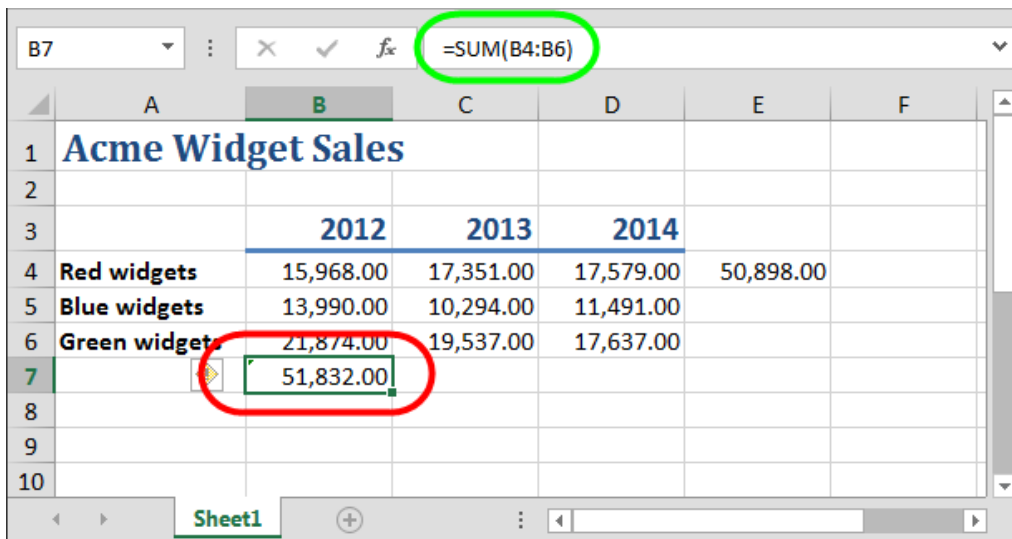 B7 fx =SUM(B4:B6)
A B C D E F
1 Acme Widget Sales
2
3 2012 2013 2014
4 Red widgets 15,968.00 17,351.00 17,579.00 50,898.00
5 Blue widgets 13,990.00 10,294.00 11,491.00
6 Green widgets 21,874.00 19,537.00 17,637.00
7 51,832.00
8
9
10
Sheet1